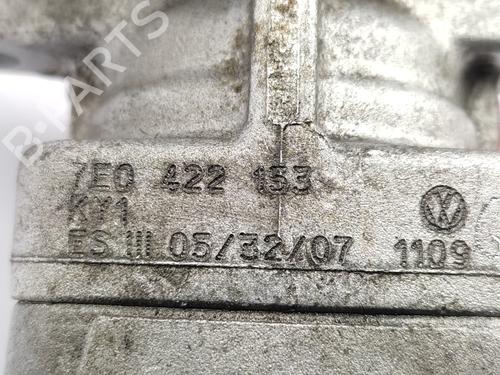 B-PARTS
7E0 422 153
KY1
ES III 05/32/07 1109